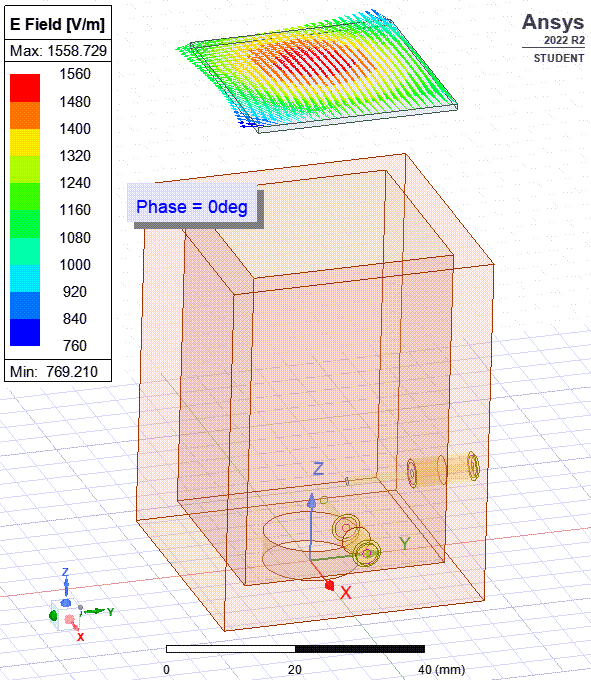 E Field [V/m]
Max: 1558.729
1560
1480
1400
1320
1240
1160
1080
1000
920
840
760
Min: 769.210
Ansys
2022 R2
STUDENT
Phase = 0deg
Z
Y
X
Z
Y
X
0
20
40 (mm)